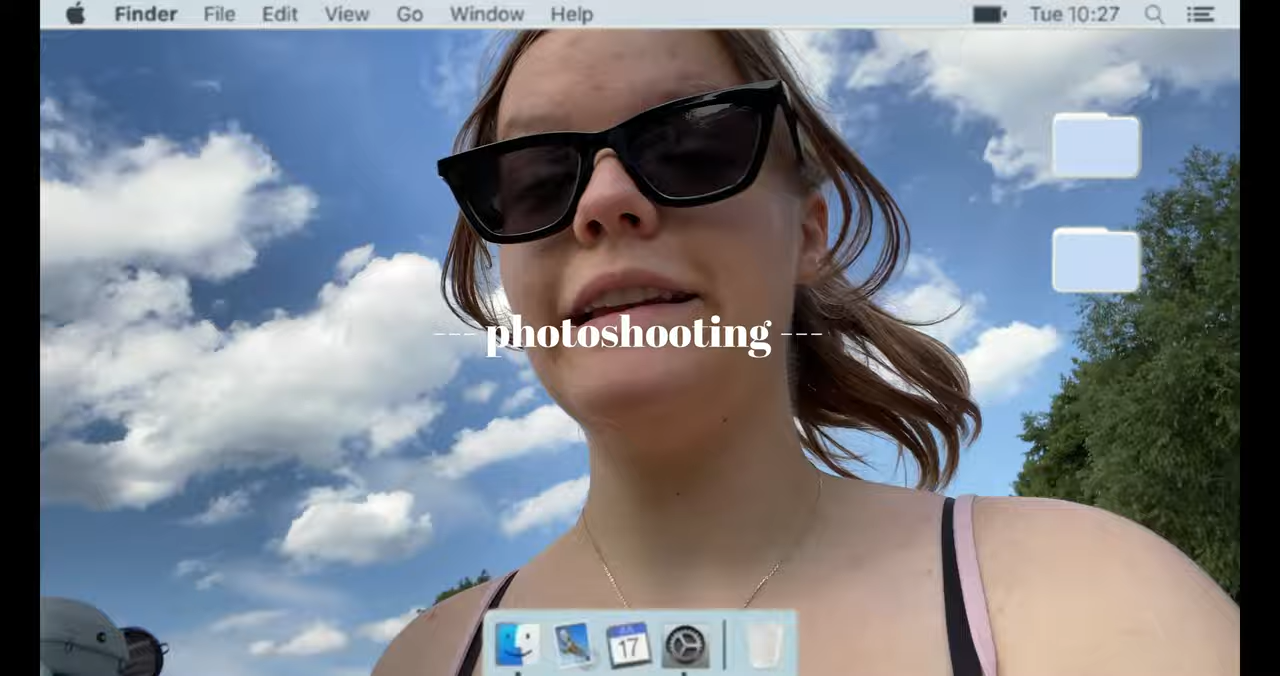 Finder File Edit View Go Window Help Tue 10:27
--- photoshooting ---
17